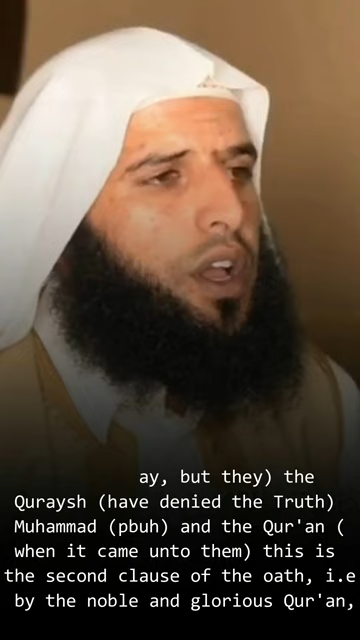 ay, but they) the
Quraysh (have denied the Truth)
Muhammad (pbuh) and the Qur'an (
when it came unto them) this is
the second clause of the oath, i.e
by the noble and glorious Qur'an,